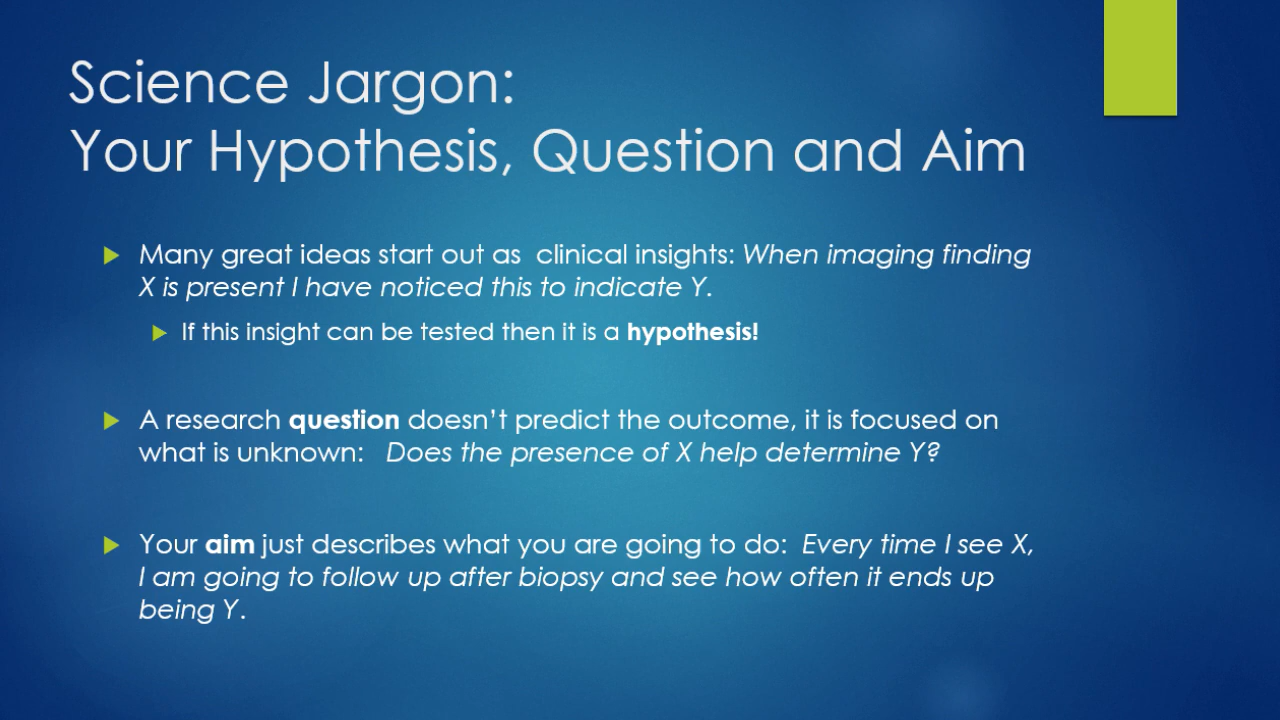 Science Jargon:
Your Hypothesis, Question and Aim
Many great ideas start out as  clinical insights: When imaging finding
X is present I have noticed this to indicate Y.
If this insight can be tested then it is a hypothesis!
A research question doesn’t predict the outcome, it is focused on
what is unknown:   Does the presence of X help determine Y?
Your aim just describes what you are going to do:  Every time I see X,
I am going to follow up after biopsy and see how often it ends up
being Y.